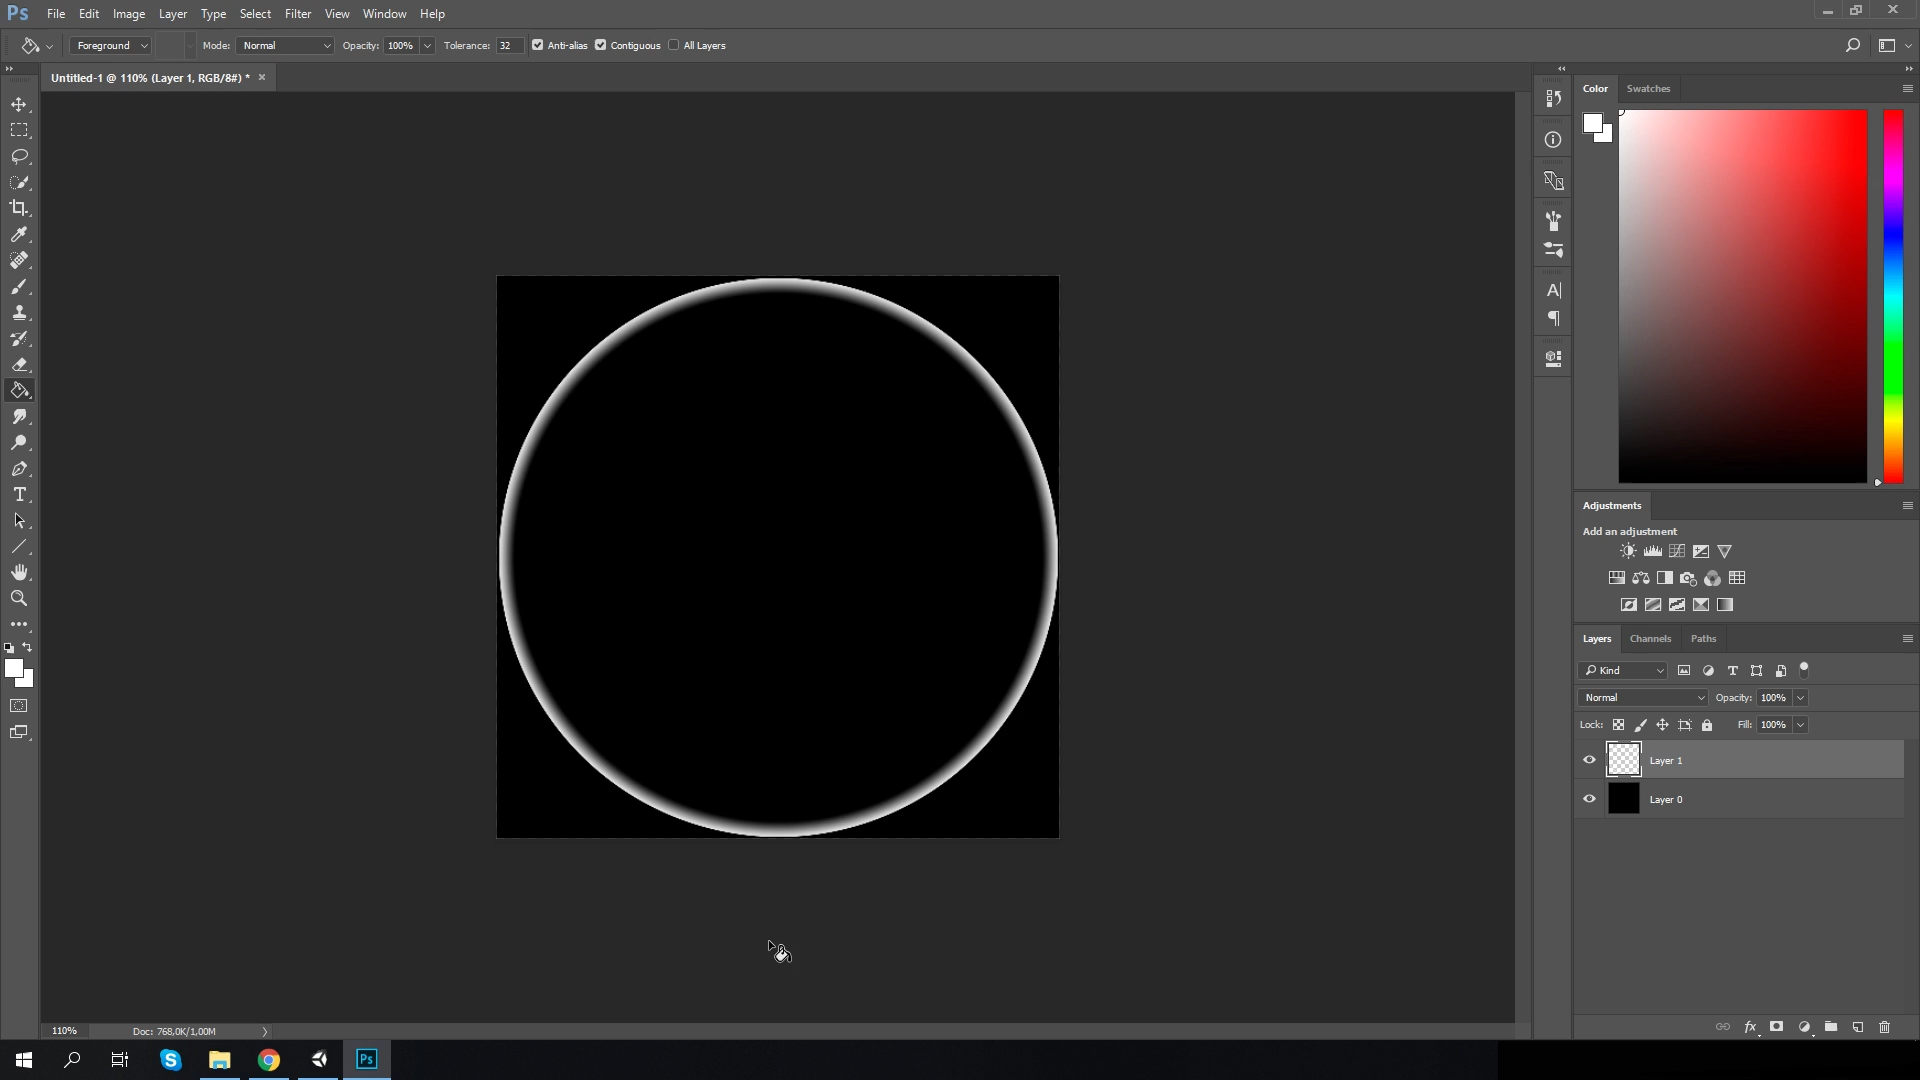 Ps File Edit Image Layer Type Select Filter View Window Help
Foreground Mode: Normal Opacity: 100% Tolerance: 32 Anti-alias Contiguous All Layers
Untitled-1 @ 110% (Layer 1, RGB/8#) * ×
Color Swatches
Adjustments
Add an adjustment
Layers Channels Paths
Kind
Normal Opacity: 100%
Lock: Fill: 100%
Layer 1
Layer 0
fx
110% Doc: 768,0K/1,00M
Ps